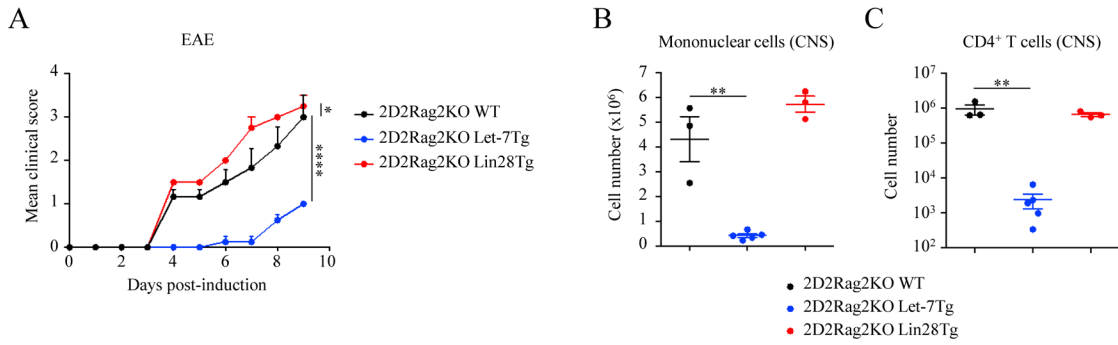 A
EAE
Mean clinical score
4
3
2
1
0
0 2 4 6 8 10
Days post-induction
2D2Rag2KO WT
2D2Rag2KO Let-7Tg
2D2Rag2KO Lin28Tg
*
****
B
Mononuclear cells (CNS)
Cell number (x10⁶)
7
6
5
4
3
2
1
0
**
C
CD4⁺ T cells (CNS)
Cell number
10⁷
10⁶
10⁵
10⁴
10³
10²
**
2D2Rag2KO WT
2D2Rag2KO Let-7Tg
2D2Rag2KO Lin28Tg